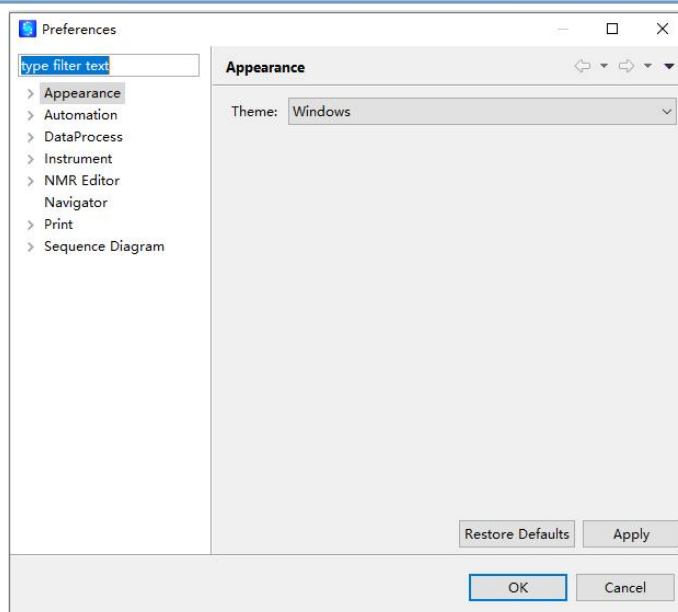 Preferences
type filter text
Appearance
Automation
DataProcess
Instrument
NMR Editor
Navigator
Print
Sequence Diagram
Appearance
Theme: Windows
Restore Defaults Apply
OK Cancel